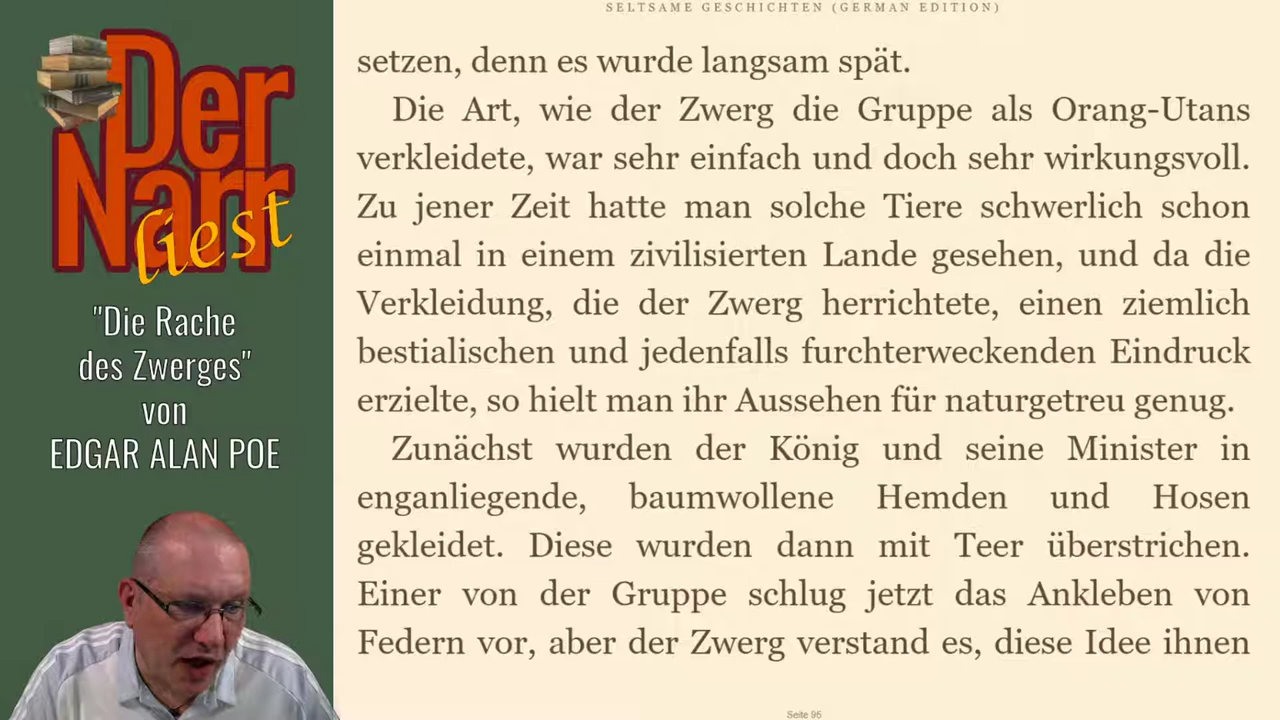 SELTSAME GESCHICHTEN (GERMAN EDITION)
Der
Narr
liest
"Die Rache
des Zwerges"
von
EDGAR ALAN POE
setzen, denn es wurde langsam spät.
Die Art, wie der Zwerg die Gruppe als Orang-Utans
verkleidete, war sehr einfach und doch sehr wirkungsvoll.
Zu jener Zeit hatte man solche Tiere schwerlich schon
einmal in einem zivilisierten Lande gesehen, und da die
Verkleidung, die der Zwerg herrichtete, einen ziemlich
bestialischen und jedenfalls furchterweckenden Eindruck
erzielte, so hielt man ihr Aussehen für naturgetreu genug.
Zunächst wurden der König und seine Minister in
enganliegende, baumwollene Hemden und Hosen
gekleidet. Diese wurden dann mit Teer überstrichen.
Einer von der Gruppe schlug jetzt das Ankleben von
Federn vor, aber der Zwerg verstand es, diese Idee ihnen
Seite 95